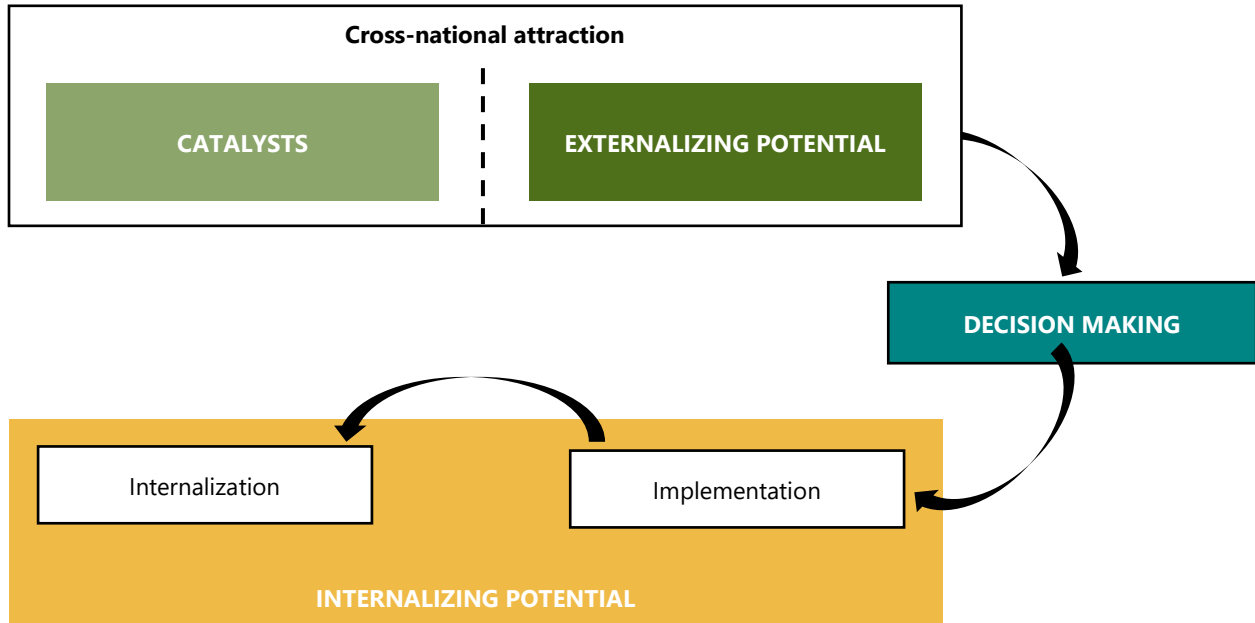 Cross-national attraction
CATALYSTS
EXTERNALIZING POTENTIAL
DECISION MAKING
Internalization
Implementation
INTERNALIZING POTENTIAL